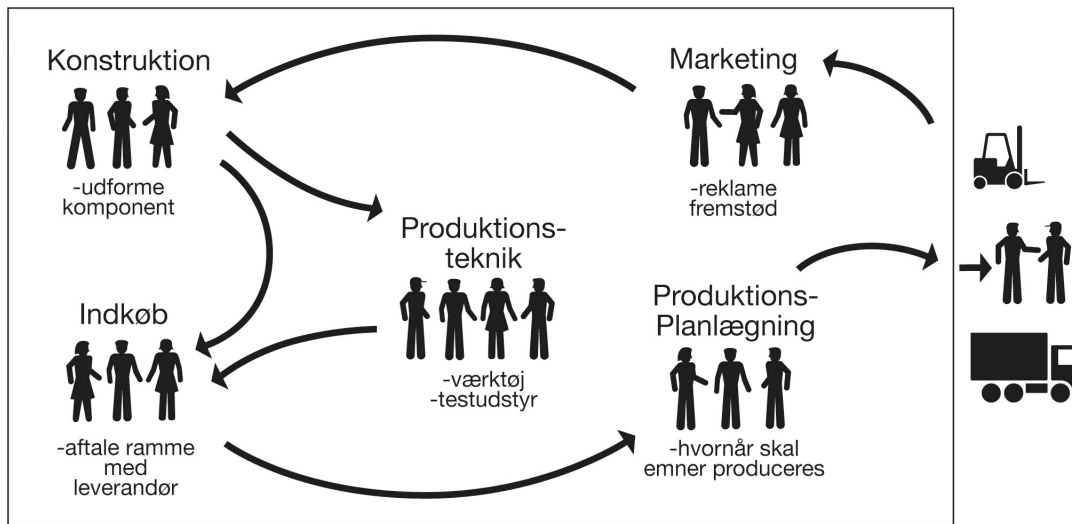 Konstruktion
-udforme
komponent
Marketing
-reklame
fremstød
Produktions-
teknik
-værktøj
-testudstyr
Indkøb
-aftale ramme
med
leverandør
Produktions-
Planlægning
-hvornår skal
emner produceres